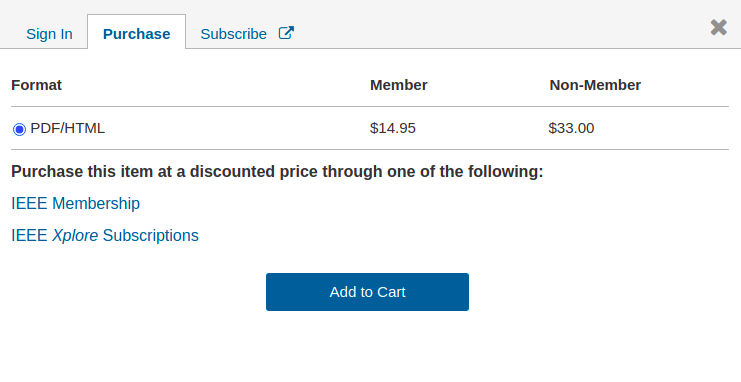 Sign In Purchase Subscribe
Format Member Non-Member
PDF/HTML $14.95 $33.00
Purchase this item at a discounted price through one of the following:
IEEE Membership
IEEE Xplore Subscriptions
Add to Cart